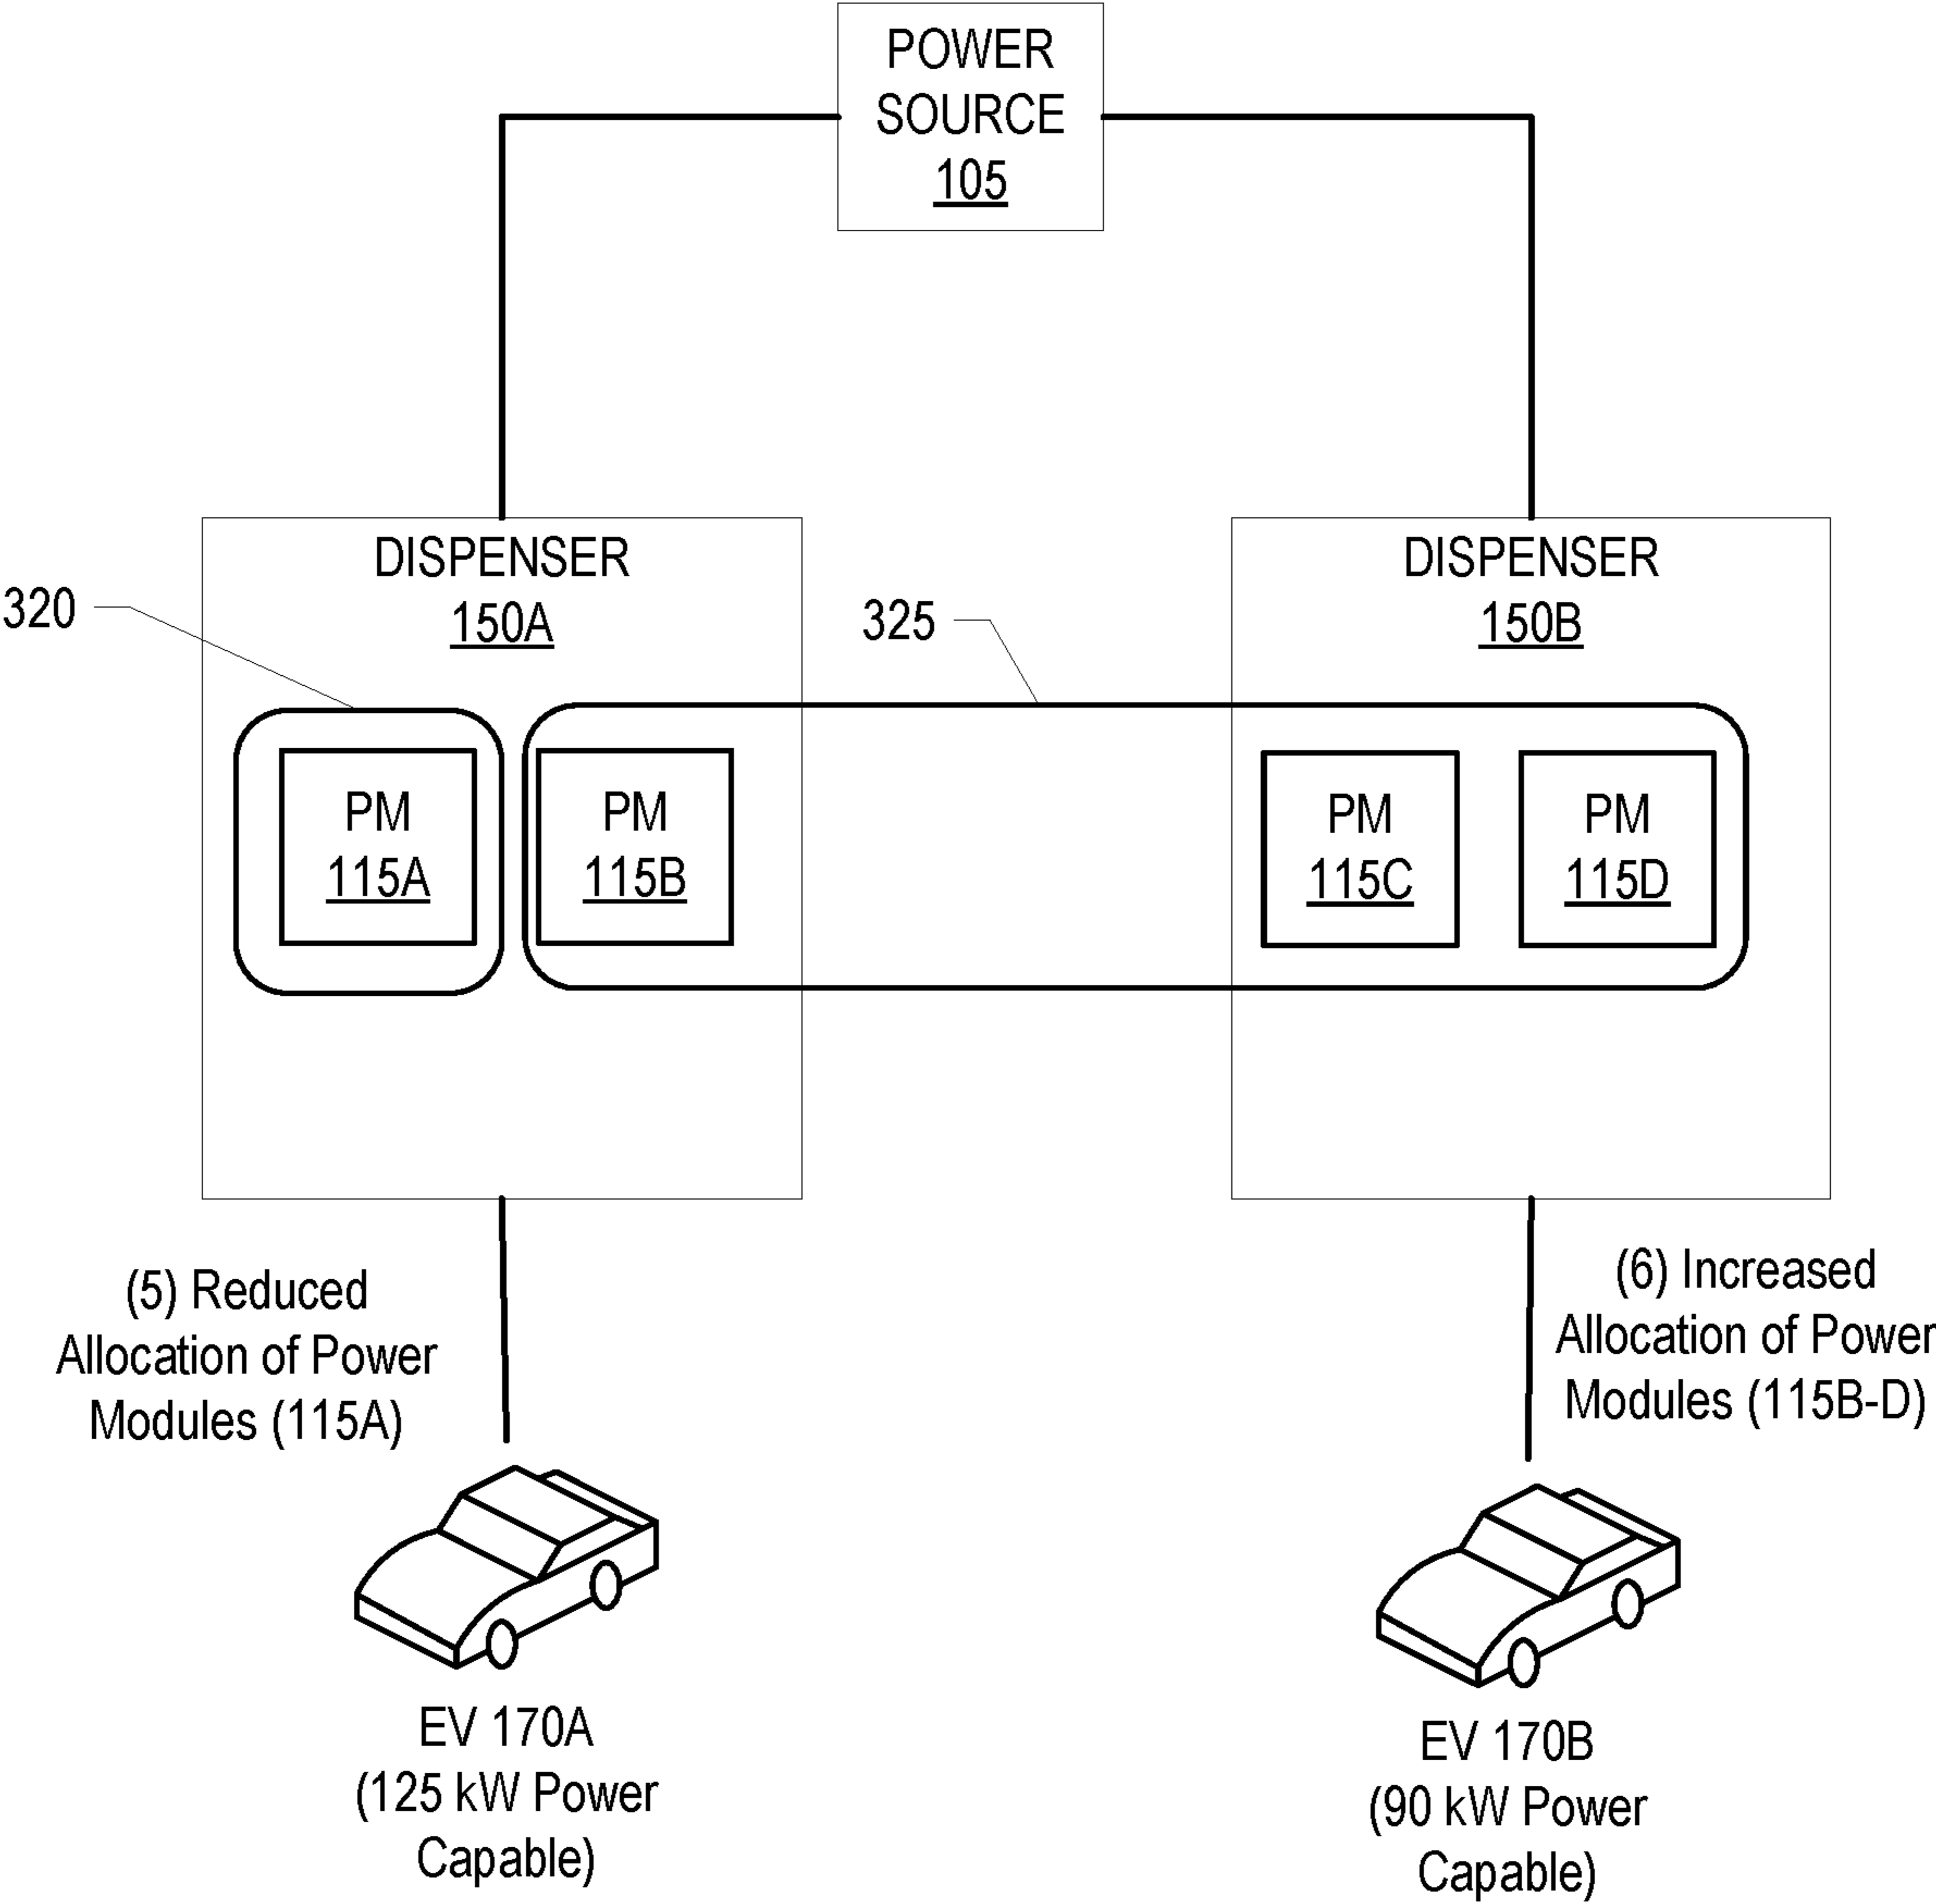 POWER
SOURCE
105
DISPENSER
150A
DISPENSER
150B
320
325
PM
115A
PM
115B
PM
115C
PM
115D
(5) Reduced
Allocation of Power
Modules (115A)
(6) Increased
Allocation of Power
Modules (115B-D)
EV 170A
(125 kW Power
Capable)
EV 170B
(90 kW Power
Capable)